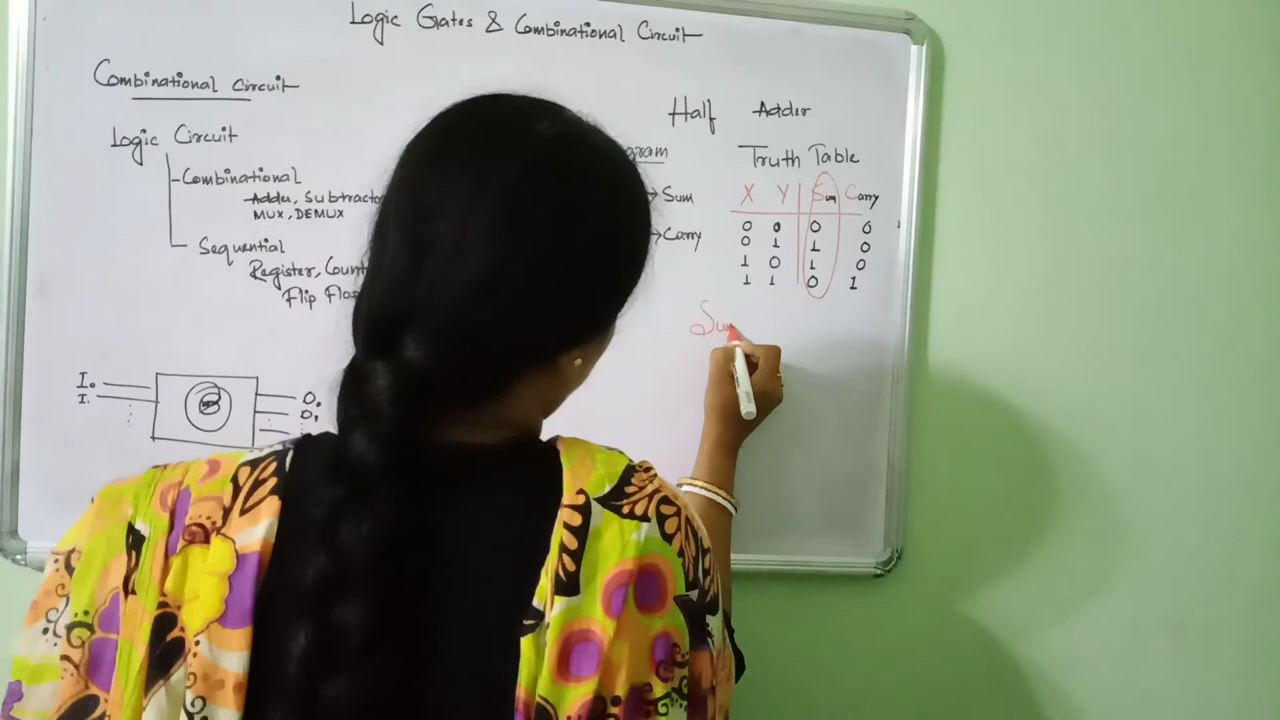 Logic Gates & Combinational Circuit
Combinational Circuit
Logic Circuit
Combinational
Adder, Subtractor
MUX, DEMUX
Sequential
Register,
Flip
I₀
I₁
O₀
O₁
Half Adder
→ Sum
→ Carry
Truth Table
X Y Sum Carry
0 0 0 0
0 1 1 0
1 0 1 0
1 1 0 1
Sum